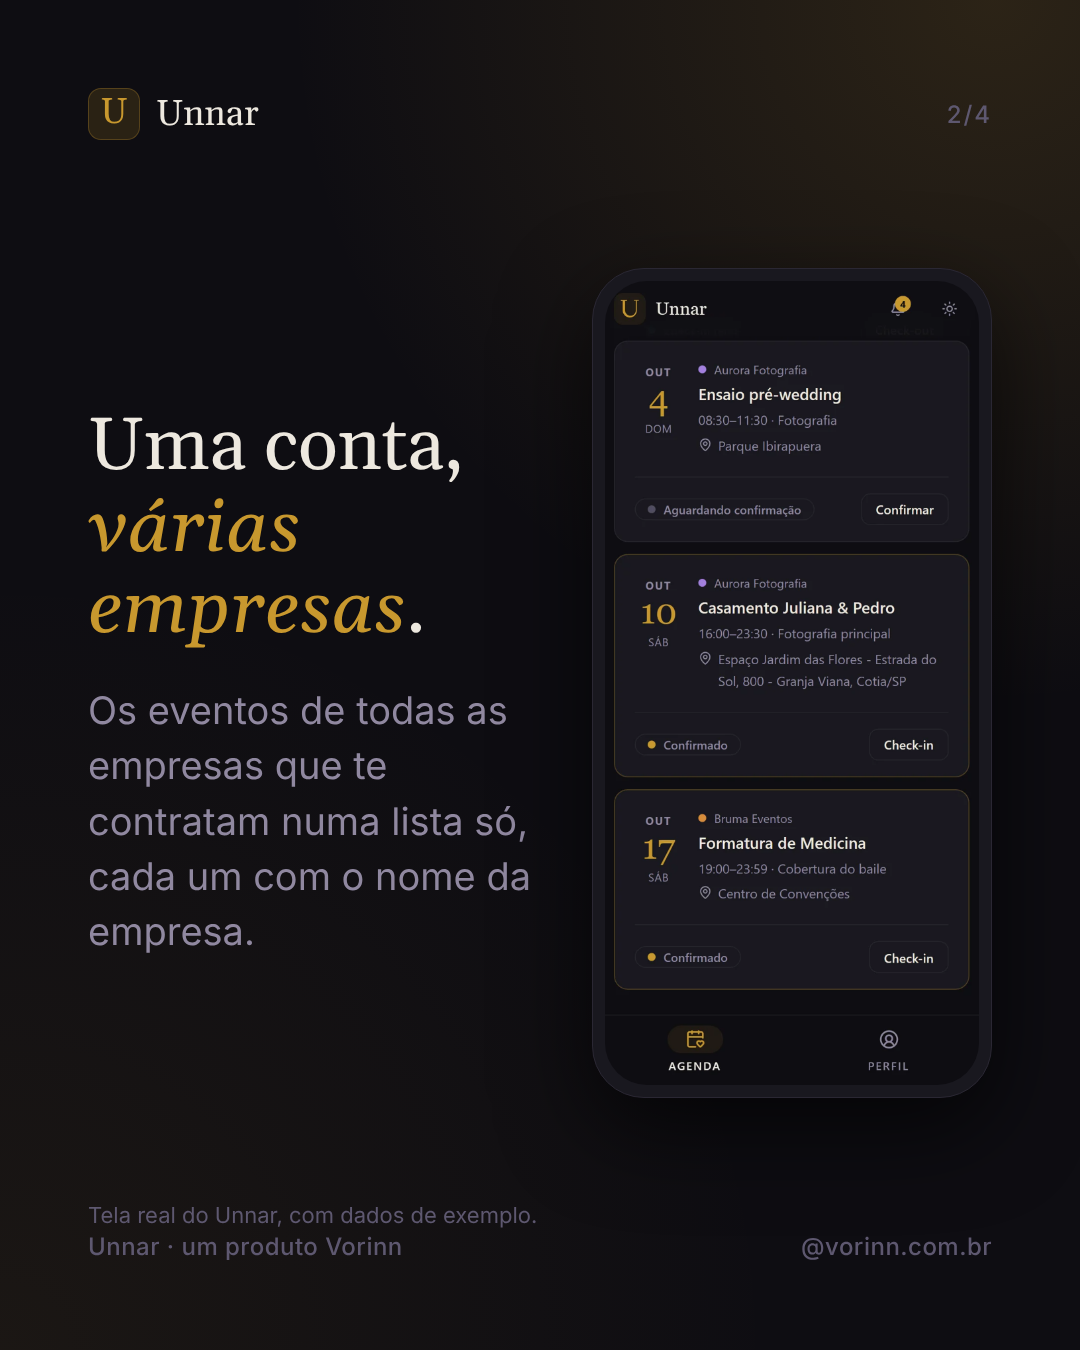 U Unnar
2/4
Uma conta,
várias
empresas.
Os eventos de todas as
empresas que te
contratam numa lista só,
cada um com o nome da
empresa.
U Unnar
4
OUT
4
DOM
Aurora Fotografia
Ensaio pré-wedding
08:30–11:30 · Fotografia
Parque Ibirapuera
Aguardando confirmação
Confirmar
OUT
10
SÁB
Aurora Fotografia
Casamento Juliana & Pedro
16:00–23:30 · Fotografia principal
Espaço Jardim das Flores - Estrada do
Sol, 800 - Granja Viana, Cotia/SP
Confirmado
Check-in
OUT
17
SÁB
Bruma Eventos
Formatura de Medicina
19:00–23:59 · Cobertura do baile
Centro de Convenções
Confirmado
Check-in
AGENDA
PERFIL
Tela real do Unnar, com dados de exemplo.
Unnar · um produto Vorinn
@vorinn.com.br